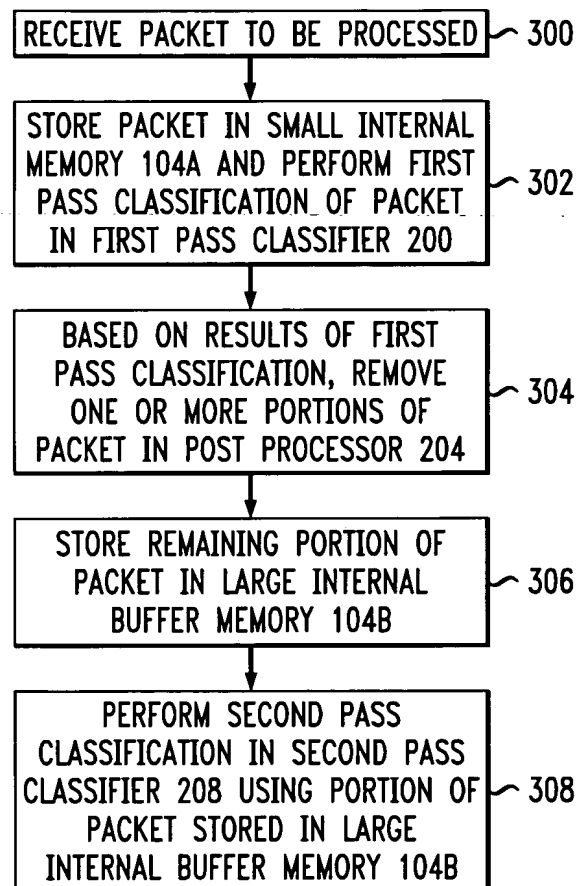 RECEIVE PACKET TO BE PROCESSED 300
STORE PACKET IN SMALL INTERNAL
MEMORY 104A AND PERFORM FIRST
PASS CLASSIFICATION OF PACKET
IN FIRST PASS CLASSIFIER 200
302
BASED ON RESULTS OF FIRST
PASS CLASSIFICATION, REMOVE
ONE OR MORE PORTIONS OF
PACKET IN POST PROCESSOR 204
304
STORE REMAINING PORTION OF
PACKET IN LARGE INTERNAL
BUFFER MEMORY 104B
306
PERFORM SECOND PASS
CLASSIFICATION IN SECOND PASS
CLASSIFIER 208 USING PORTION OF
PACKET STORED IN LARGE
INTERNAL BUFFER MEMORY 104B
308